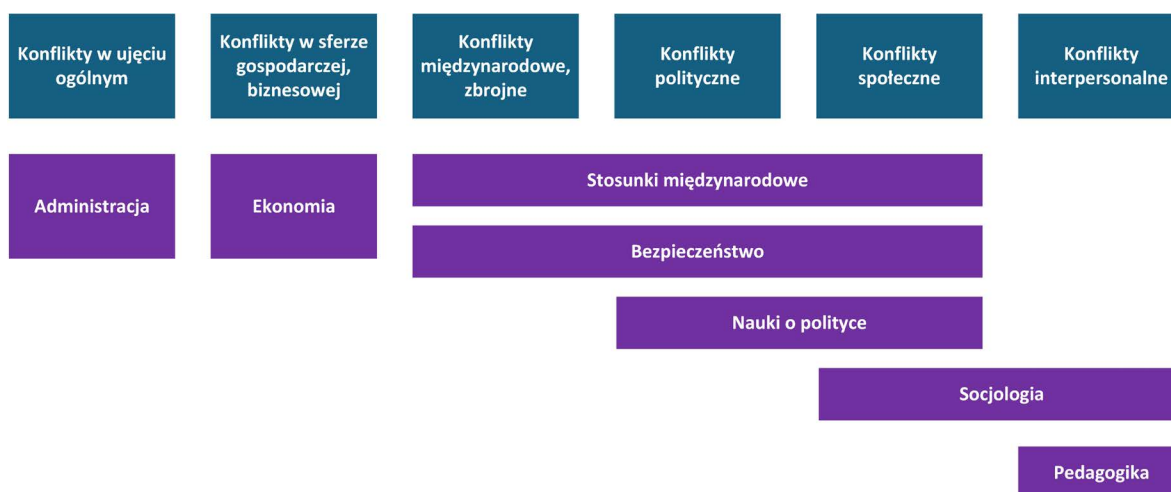 Konflikty w ujęciu
ogólnym
Konflikty w sferze
gospodarczej,
biznesowej
Konflikty
międzynarodowe,
zbrojne
Konflikty
polityczne
Konflikty
społeczne
Konflikty
interpersonalne
Administracja
Ekonomia
Stosunki międzynarodowe
Bezpieczeństwo
Nauki o polityce
Socjologia
Pedagogika